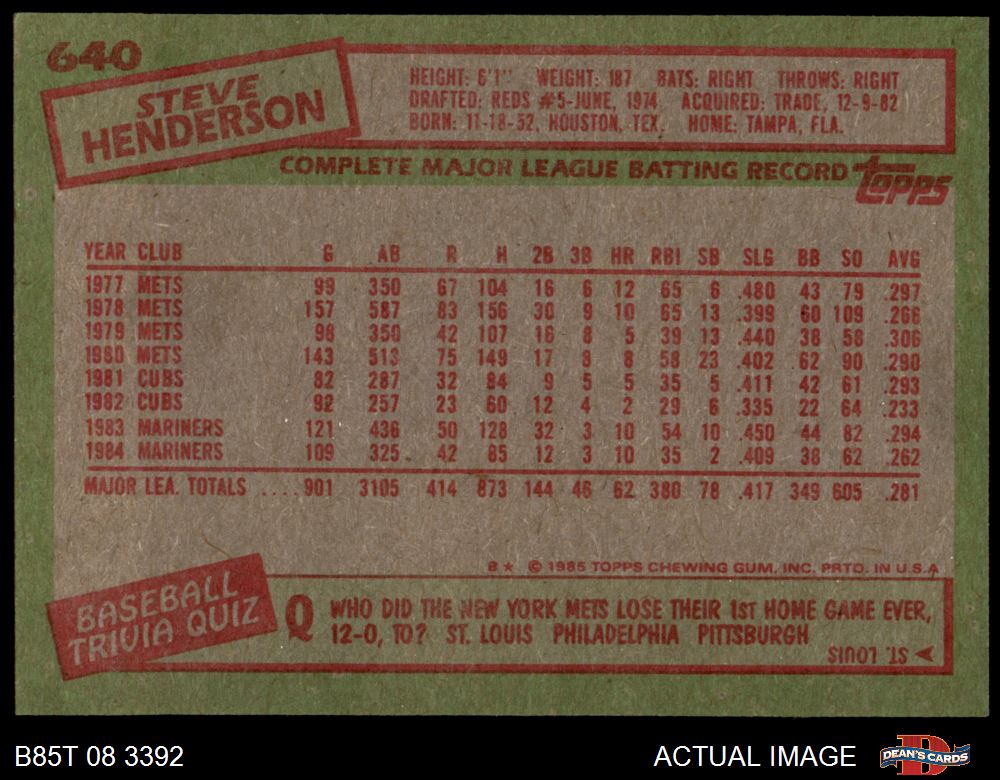 640
STEVE
HENDERSON
HEIGHT: 6'1" WEIGHT: 187 BATS: RIGHT THROWS: RIGHT
DRAFTED: REDS #5-JUNE, 1974 ACQUIRED: TRADE, 12-9-82
BORN: 11-18-52, HOUSTON, TEX. HOME: TAMPA, FLA.
COMPLETE MAJOR LEAGUE BATTING RECORD topps
YEAR CLUB G AB R H 2B 3B HR RBI SB SLG BB SO AVG
1977 METS 99 350 67 104 16 6 12 65 6 .480 43 79 .297
1978 METS 157 587 83 156 30 9 10 65 13 .399 60 109 .266
1979 METS 98 350 42 107 16 8 5 39 13 .440 38 58 .306
1980 METS 143 513 75 149 17 8 8 58 23 .402 62 90 .290
1981 CUBS 82 287 32 84 9 5 5 35 5 .411 42 61 .293
1982 CUBS 92 257 23 60 12 4 2 29 6 .335 22 64 .233
1983 MARINERS 121 436 50 128 32 3 10 54 10 .450 44 82 .294
1984 MARINERS 109 325 42 85 12 3 10 35 2 .409 38 62 .262
MAJOR LEA. TOTALS ....901 3105 414 873 144 46 62 380 78 .417 349 605 .281
B★ © 1985 TOPPS CHEWING GUM, INC. PRTD. IN U.S.A
BASEBALL
TRIVIA QUIZ
Q WHO DID THE NEW YORK METS LOSE THEIR 1ST HOME GAME EVER,
12-0, TO? ST. LOUIS PHILADELPHIA PITTSBURGH
ST. LOUIS
B85T 08 3392
ACTUAL IMAGE
DEAN'S CARDS